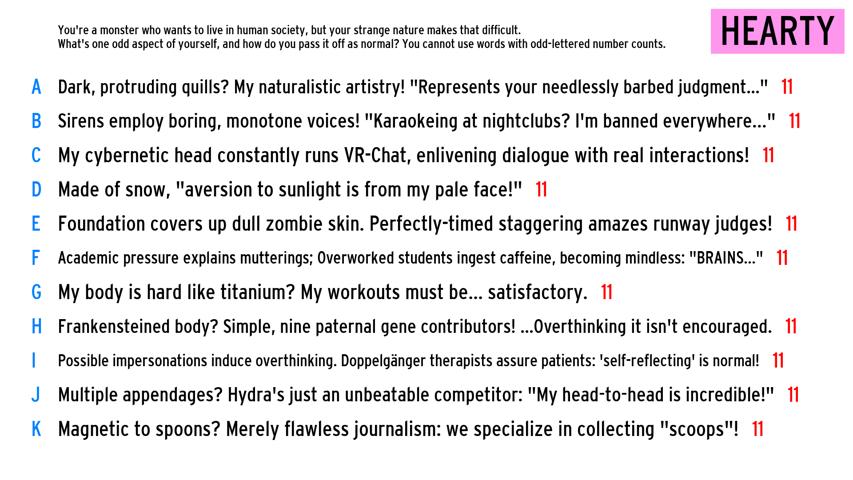 You're a monster who wants to live in human society, but your strange nature makes that difficult.
What's one odd aspect of yourself, and how do you pass it off as normal? You cannot use words with odd-lettered number counts.
HEARTY
A Dark, protruding quills? My naturalistic artistry! "Represents your needlessly barbed judgment..." 11
B Sirens employ boring, monotone voices! "Karaokeing at nightclubs? I'm banned everywhere..." 11
C My cybernetic head constantly runs VR-Chat, enlivening dialogue with real interactions! 11
D Made of snow, "aversion to sunlight is from my pale face!" 11
E Foundation covers up dull zombie skin. Perfectly-timed staggering amazes runway judges! 11
F Academic pressure explains mutterings; Overworked students ingest caffeine, becoming mindless: "BRAINS..." 11
G My body is hard like titanium? My workouts must be... satisfactory. 11
H Frankensteined body? Simple, nine paternal gene contributors! ...Overthinking it isn't encouraged. 11
I Possible impersonations induce overthinking. Doppelgänger therapists assure patients: 'self-reflecting' is normal! 11
J Multiple appendages? Hydra's just an unbeatable competitor: "My head-to-head is incredible!" 11
K Magnetic to spoons? Merely flawless journalism: we specialize in collecting "scoops"! 11